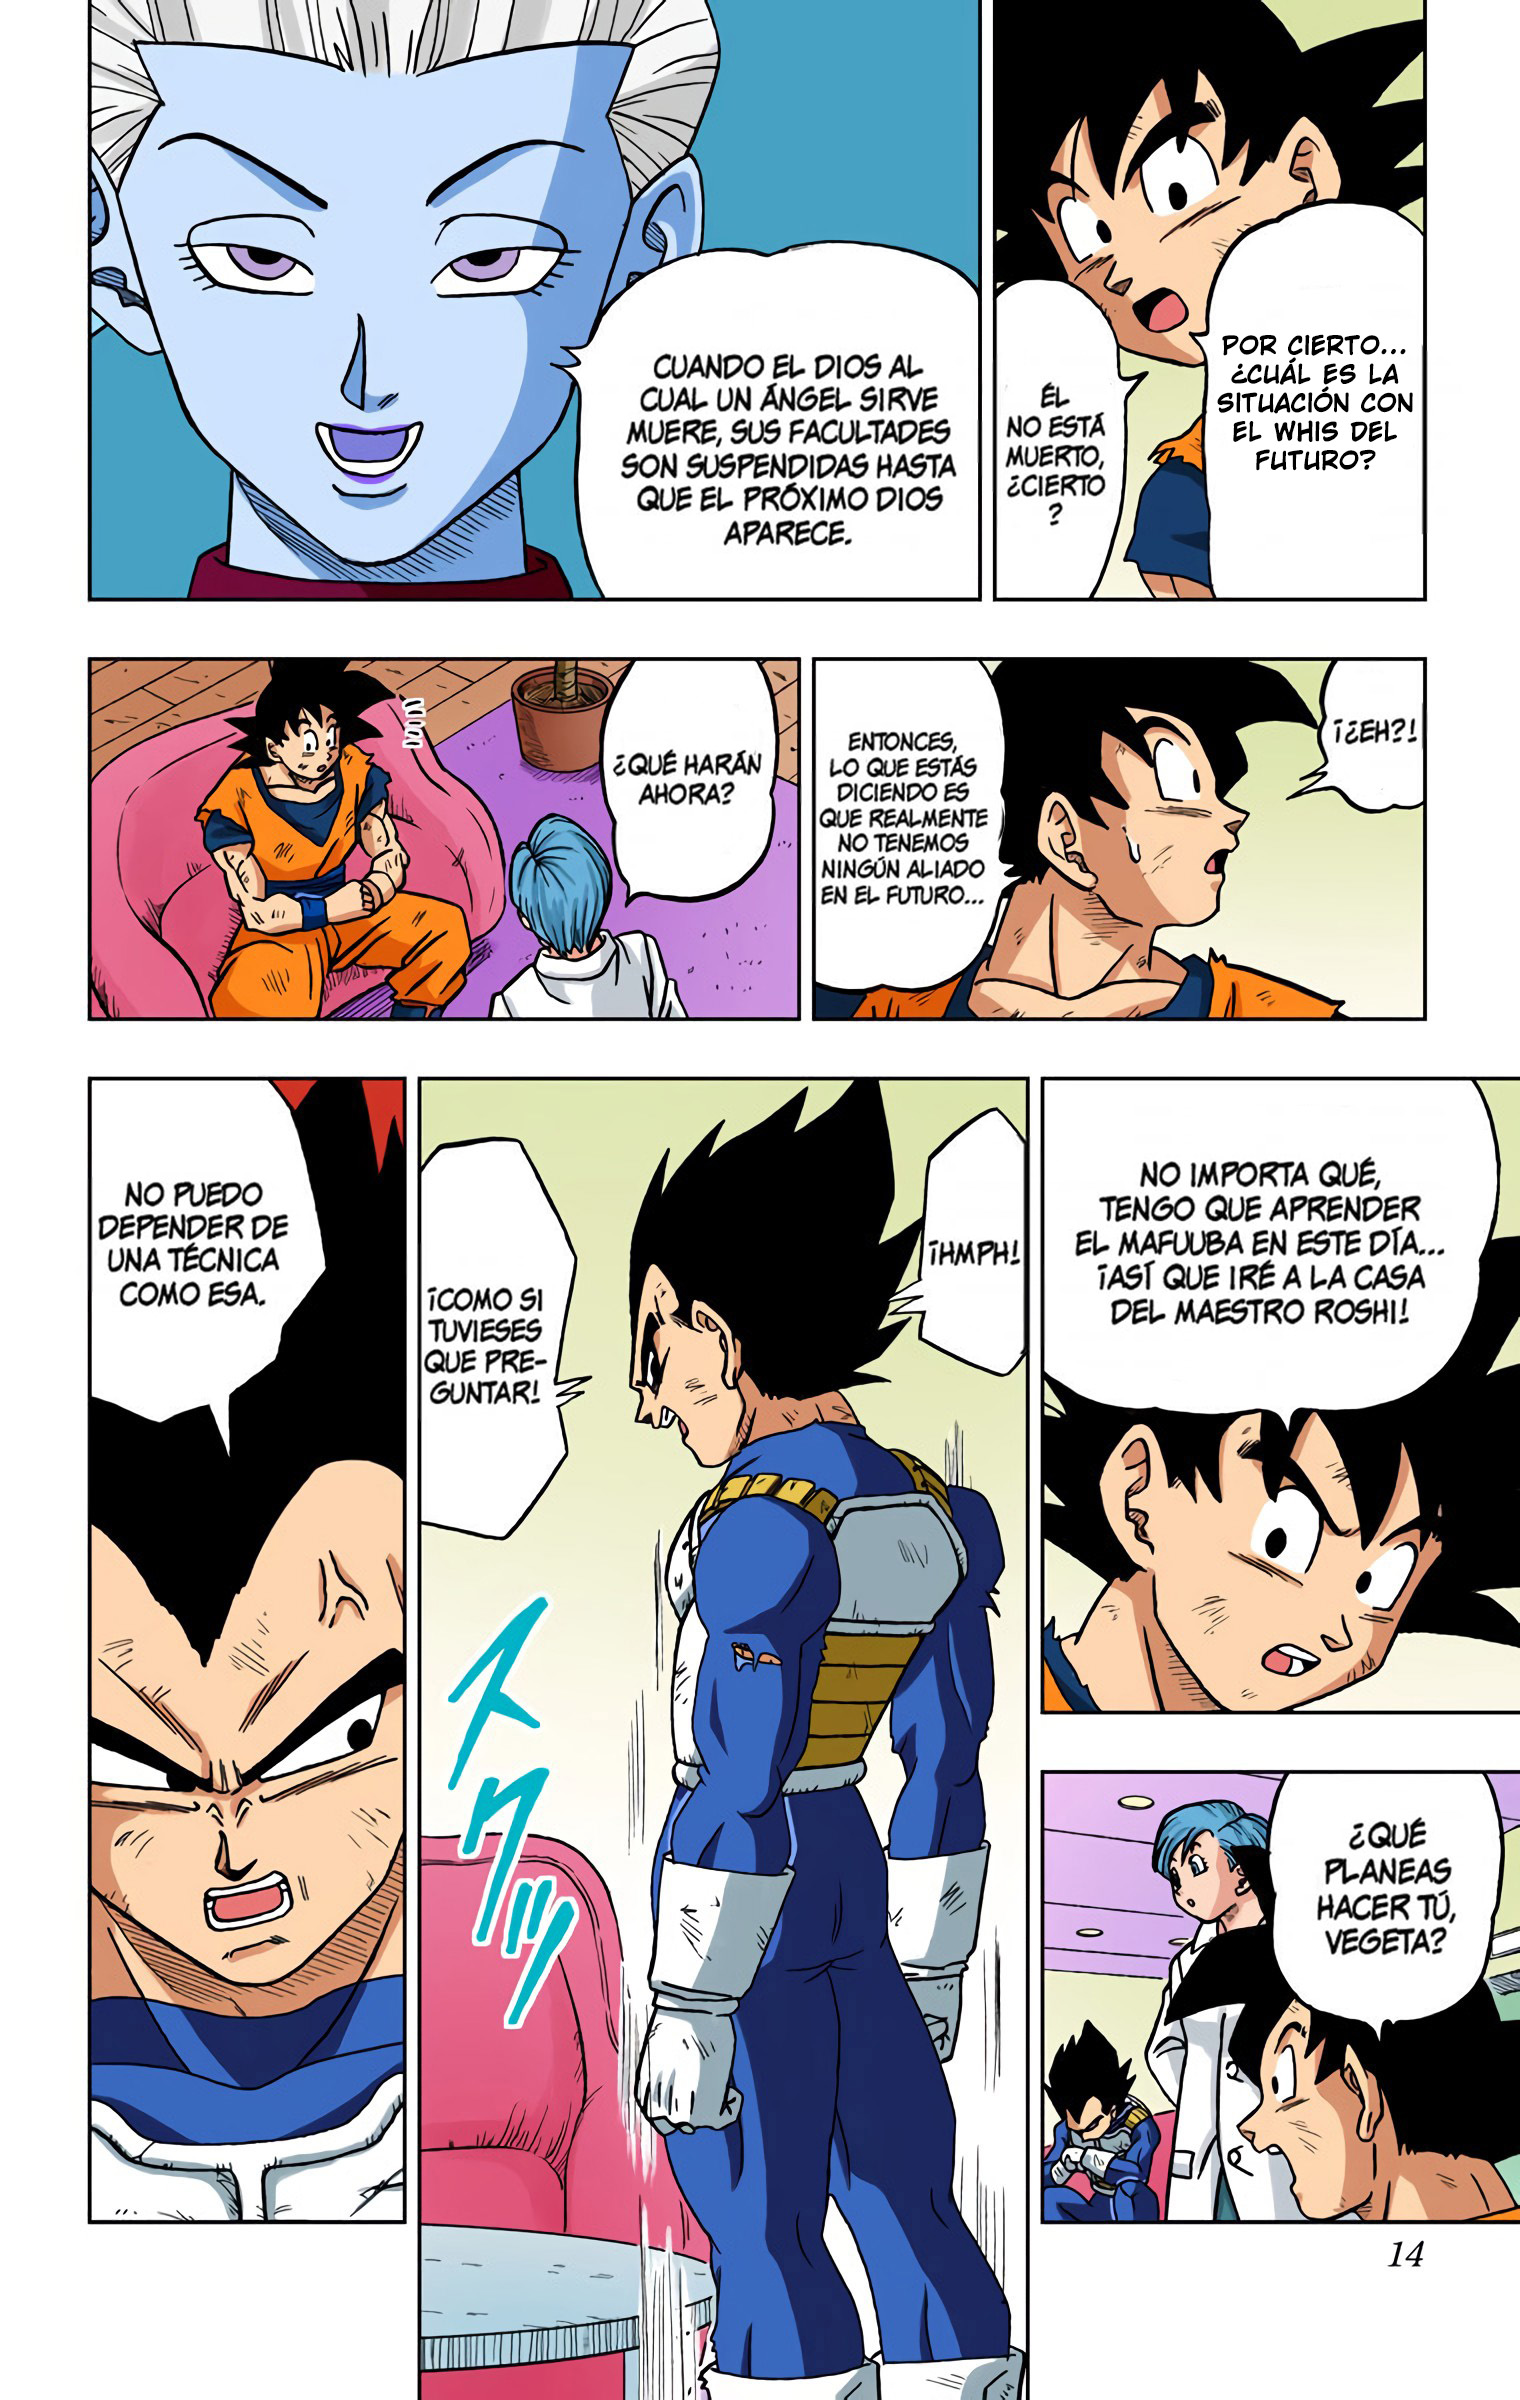 POR CIERTO...
¿CUÁL ES LA
SITUACIÓN CON
EL WHIS DEL
FUTURO?
ÉL
NO ESTÁ
MUERTO,
¿CIERTO
?
CUANDO EL DIOS AL
CUAL UN ÁNGEL SIRVE
MUERE, SUS FACULTADES
SON SUSPENDIDAS HASTA
QUE EL PRÓXIMO DIOS
APARECE.
¡¿EH?!
ENTONCES,
LO QUE ESTÁS
DICIENDO ES
QUE REALMENTE
NO TENEMOS
NINGÚN ALIADO
EN EL FUTURO...
¿QUÉ HARÁN
AHORA?
NO IMPORTA QUÉ,
TENGO QUE APRENDER
EL MAFUUBA EN ESTE DÍA...
¡ASÍ QUE IRÉ A LA CASA
DEL MAESTRO ROSHI!
¿QUÉ
PLANEAS
HACER TÚ,
VEGETA?
¡HMPH!
¡COMO SI
TUVIESES
QUE PRE-
GUNTAR!
スクッ
NO PUEDO
DEPENDER DE
UNA TÉCNICA
COMO ESA.
14